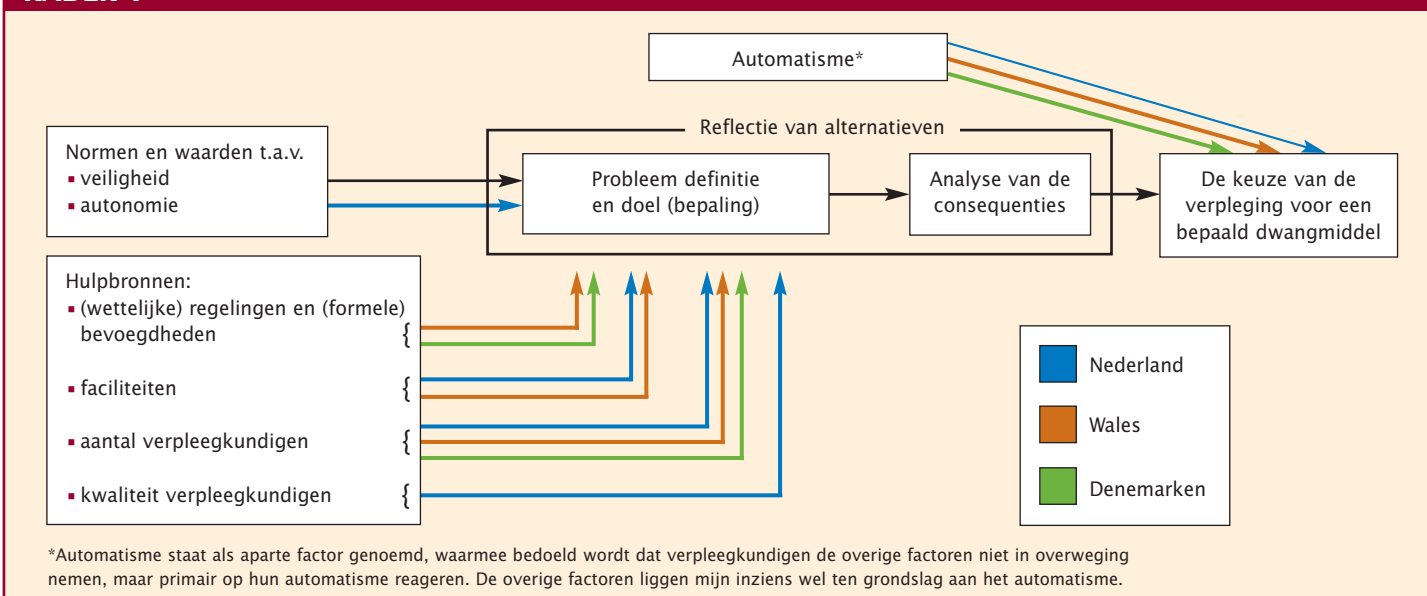 Automatisme*
Reflectie van alternatieven
Normen en waarden t.a.v.
▪ veiligheid
▪ autonomie
Probleem definitie
en doel (bepaling)
Analyse van de
consequenties
De keuze van de
verpleging voor een
bepaald dwangmiddel
Hulpbronnen:
▪ (wettelijke) regelingen en (formele)
bevoegdheden {
▪ faciliteiten {
▪ aantal verpleegkundigen {
▪ kwaliteit verpleegkundigen {
Nederland
Wales
Denemarken
*Automatisme staat als aparte factor genoemd, waarmee bedoeld wordt dat verpleegkundigen de overige factoren niet in overweging
nemen, maar primair op hun automatisme reageren. De overige factoren liggen mijn inziens wel ten grondslag aan het automatisme.